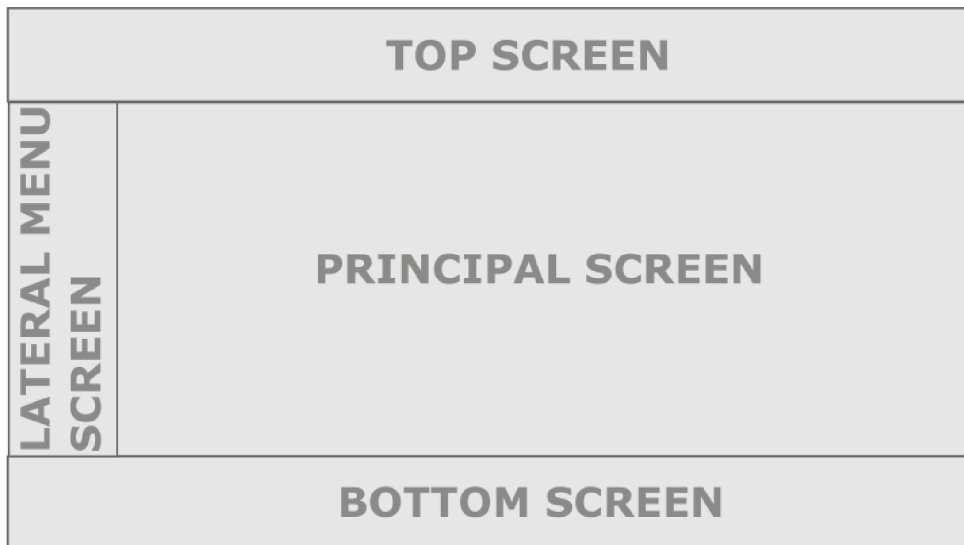 TOP SCREEN
LATERAL MENU
SCREEN
PRINCIPAL SCREEN
BOTTOM SCREEN